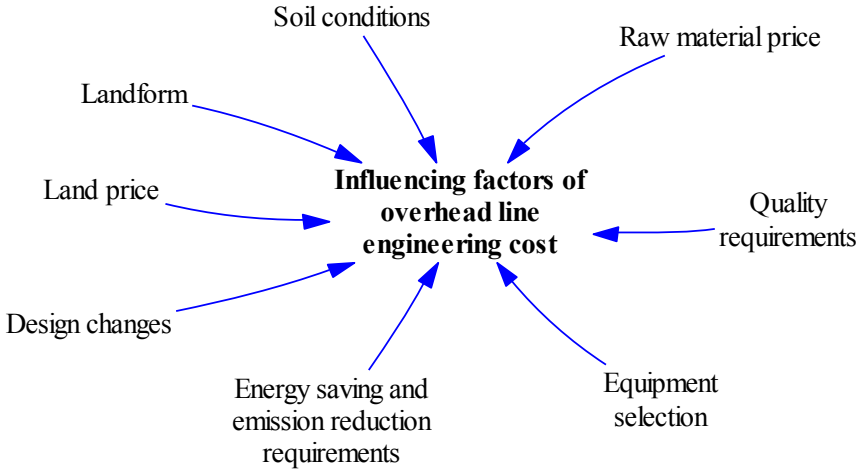 Soil conditions
Raw material price
Landform
Influencing factors of
overhead line
engineering cost
Land price
Quality
requirements
Design changes
Energy saving and
emission reduction
requirements
Equipment
selection